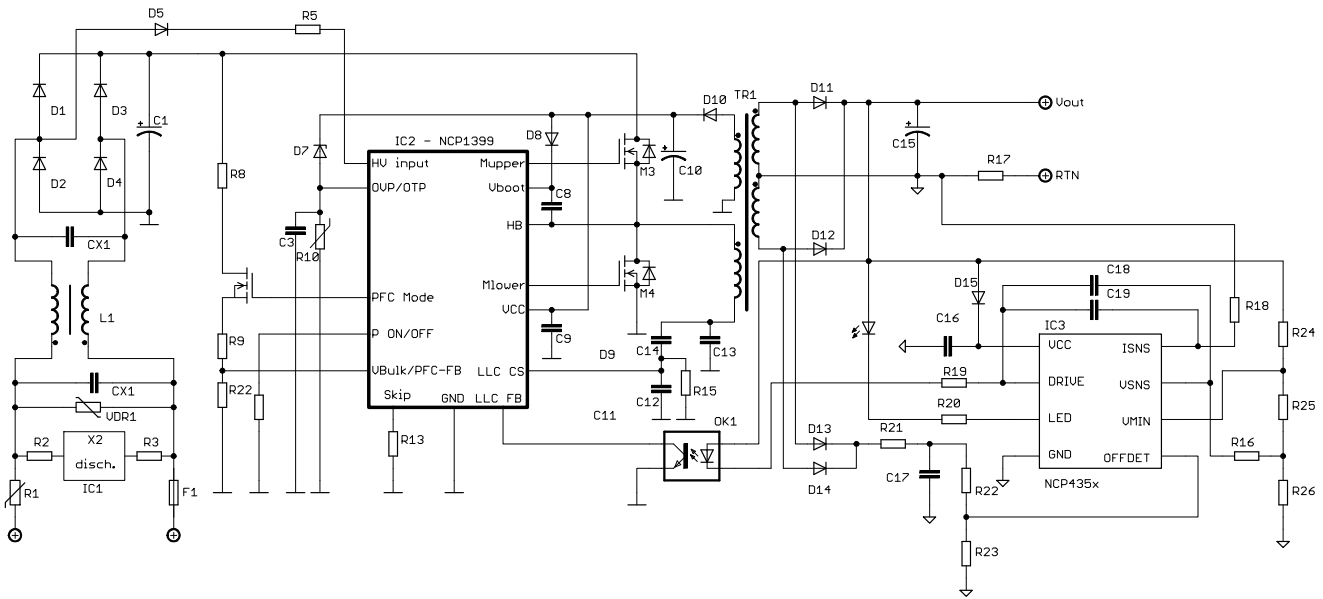 D5
R5
D1
D3
C1
D2
D4
CX1
L1
CX1
VDR1
R2
X2
disch.
R3
IC1
R1
F1
R8
R9
R22
D7
C3
R10
IC2 - NCP1399
HV input
OVP/OTP
PFC Mode
P ON/OFF
VBulk/PFC-FB
Skip
GND
LLC FB
Mupper
Vboot
HB
Mlower
VCC
LLC CS
R13
D8
C8
C9
D9
C11
M3
M4
C10
D10
TR1
C14
C13
C12
R15
OK1
D11
D12
C15
Vout
R17
RTN
D15
C16
C18
C19
R18
IC3
VCC
DRIVE
LED
GND
ISNS
VSNS
VMIN
OFFDET
NCP435x
R19
R20
D13
D14
R21
C17
R22
R23
R16
R24
R25
R26